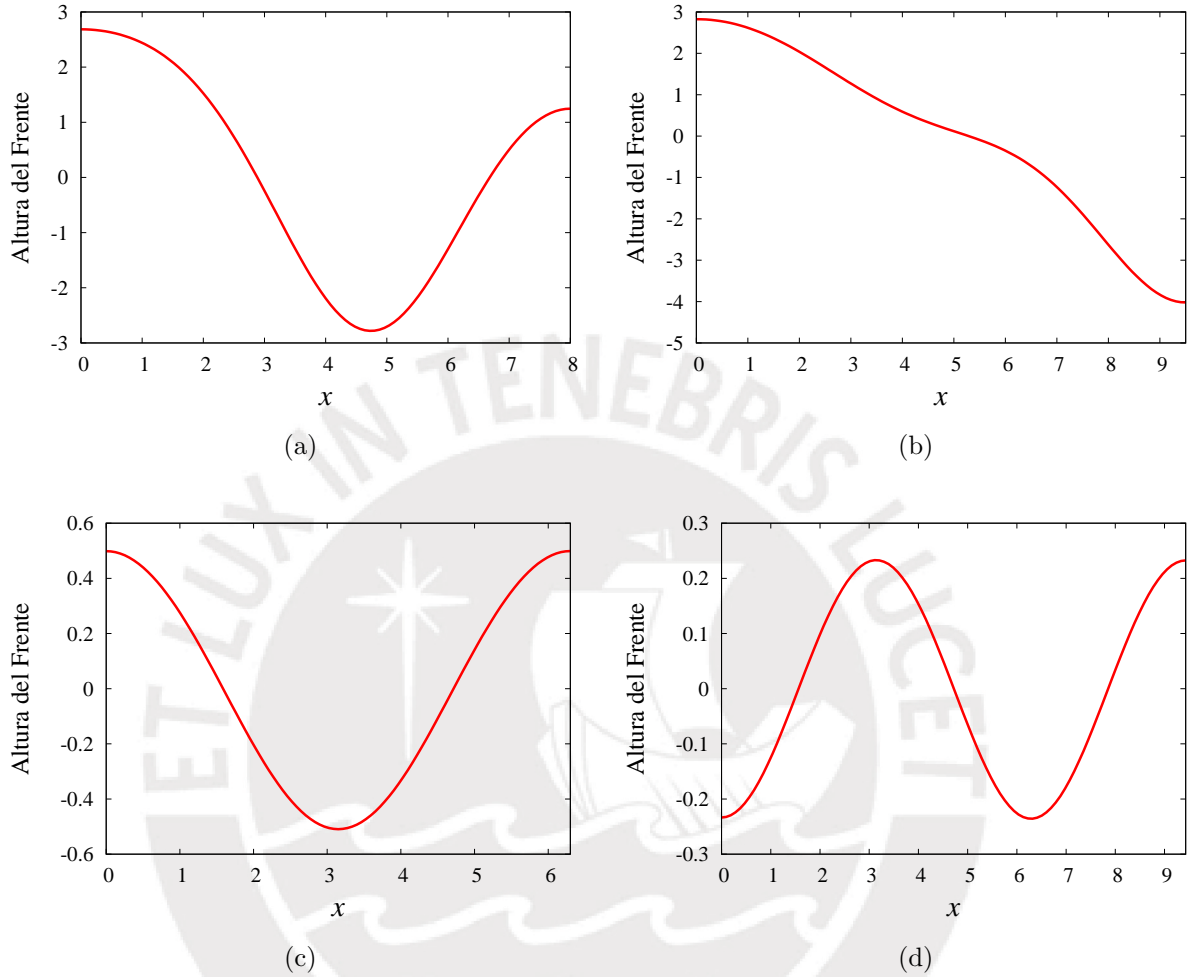 3
2
1
0
-1
-2
-3
0 1 2 3 4 5 6 7 8
Altura del Frente
x
(a)
3
2
1
0
-1
-2
-3
-4
-5
0 1 2 3 4 5 6 7 8 9
Altura del Frente
x
(b)
0.6
0.4
0.2
0
-0.2
-0.4
-0.6
0 1 2 3 4 5 6
Altura del Frente
x
(c)
0.3
0.2
0.1
0
-0.1
-0.2
-0.3
0 1 2 3 4 5 6 7 8 9
Altura del Frente
x
(d)
ET LUX IN TENEBRIS LUCET